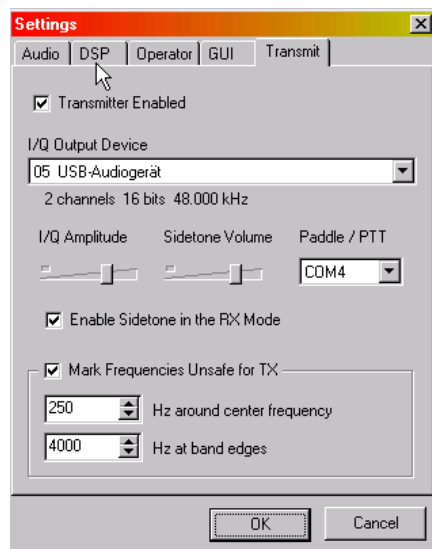 Settings
Audio DSP Operator GUI Transmit
Transmitter Enabled
I/Q Output Device
05 USB-Audiogerät
2 channels 16 bits 48.000 kHz
I/Q Amplitude Sidetone Volume Paddle / PTT
COM4
Enable Sidetone in the RX Mode
Mark Frequencies Unsafe for TX
250 Hz around center frequency
4000 Hz at band edges
OK Cancel